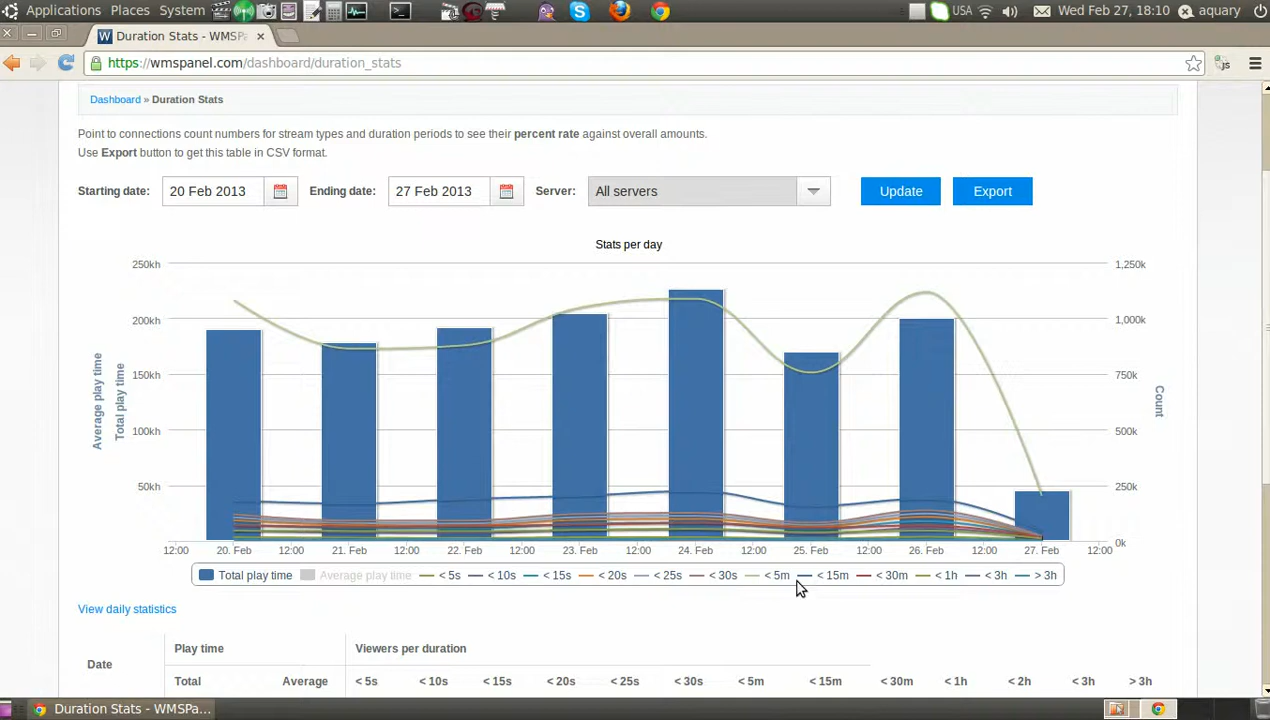 Applications Places System USA Wed Feb 27, 18:10 aquary
Duration Stats - WMSPa
https://wmspanel.com/dashboard/duration_stats JS
Dashboard » Duration Stats
Point to connections count numbers for stream types and duration periods to see their percent rate against overall amounts.
Use Export button to get this table in CSV format.
Starting date: 20 Feb 2013 Ending date: 27 Feb 2013 Server: All servers Update Export
Stats per day
250kh 1,250k
200kh 1,000k
150kh 750k
100kh 500k
50kh 250k
0k
Average play time
Total play time
Count
12:00 20. Feb 12:00 21. Feb 12:00 22. Feb 12:00 23. Feb 12:00 24. Feb 12:00 25. Feb 12:00 26. Feb 12:00 27. Feb 12:00
Total play time Average play time < 5s < 10s < 15s < 20s < 25s < 30s < 5m < 15m < 30m < 1h < 3h > 3h
View daily statistics
Date Play time Viewers per duration
Total Average < 5s < 10s < 15s < 20s < 25s < 30s < 5m < 15m < 30m < 1h < 2h < 3h > 3h
Duration Stats - WMSPa...